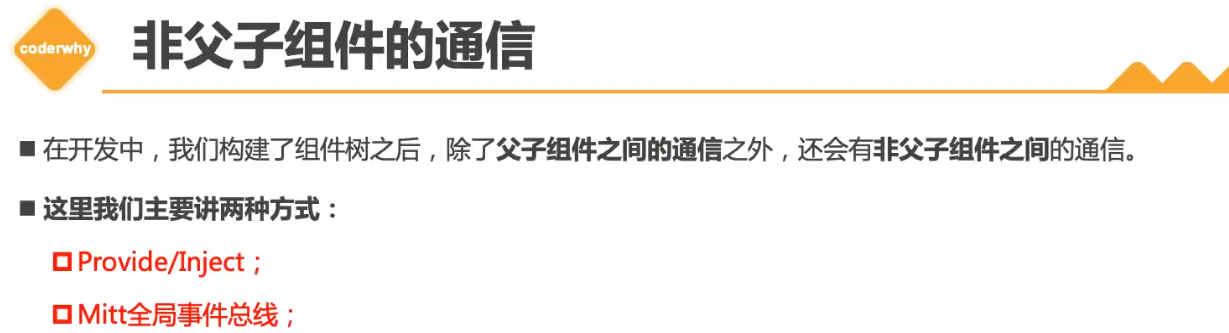 coderwhy
非父子组件的通信
在开发中，我们构建了组件树之后，除了父子组件之间的通信之外，还会有非父子组件之间的通信。
这里我们主要讲两种方式：
Provide/Inject；
Mitt全局事件总线；